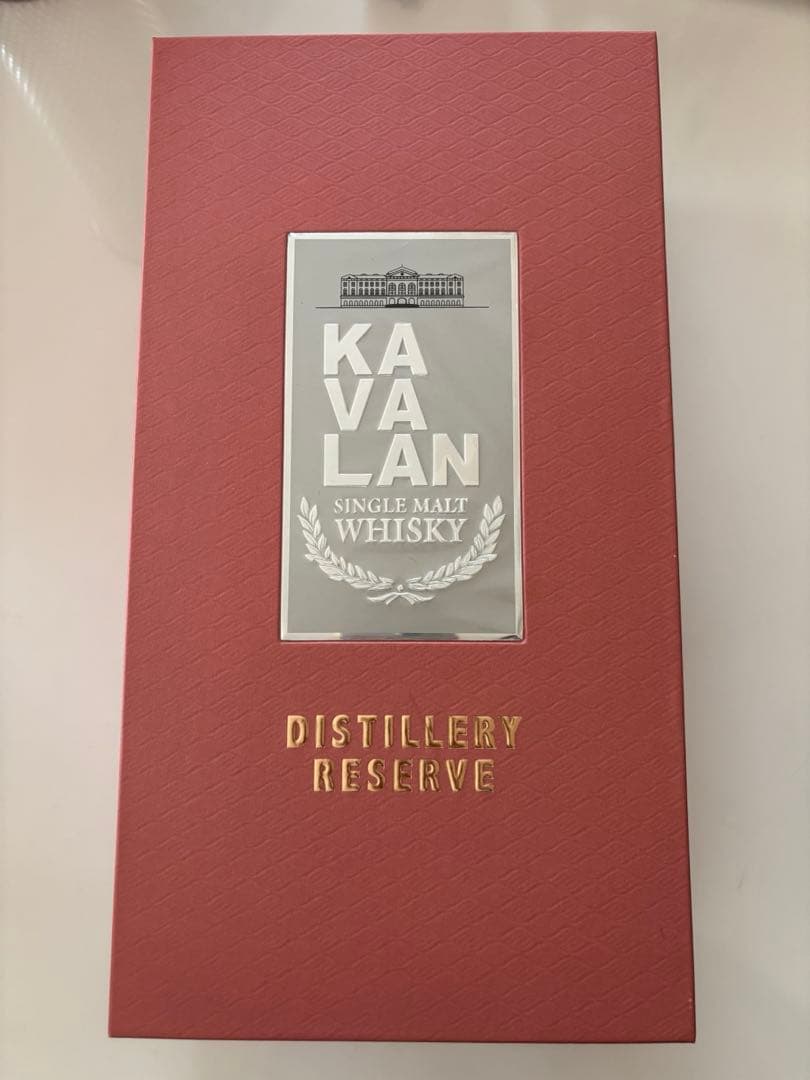 KA
VA
LAN
SINGLE MALT
WHISKY
DISTILLERY
RESERVE